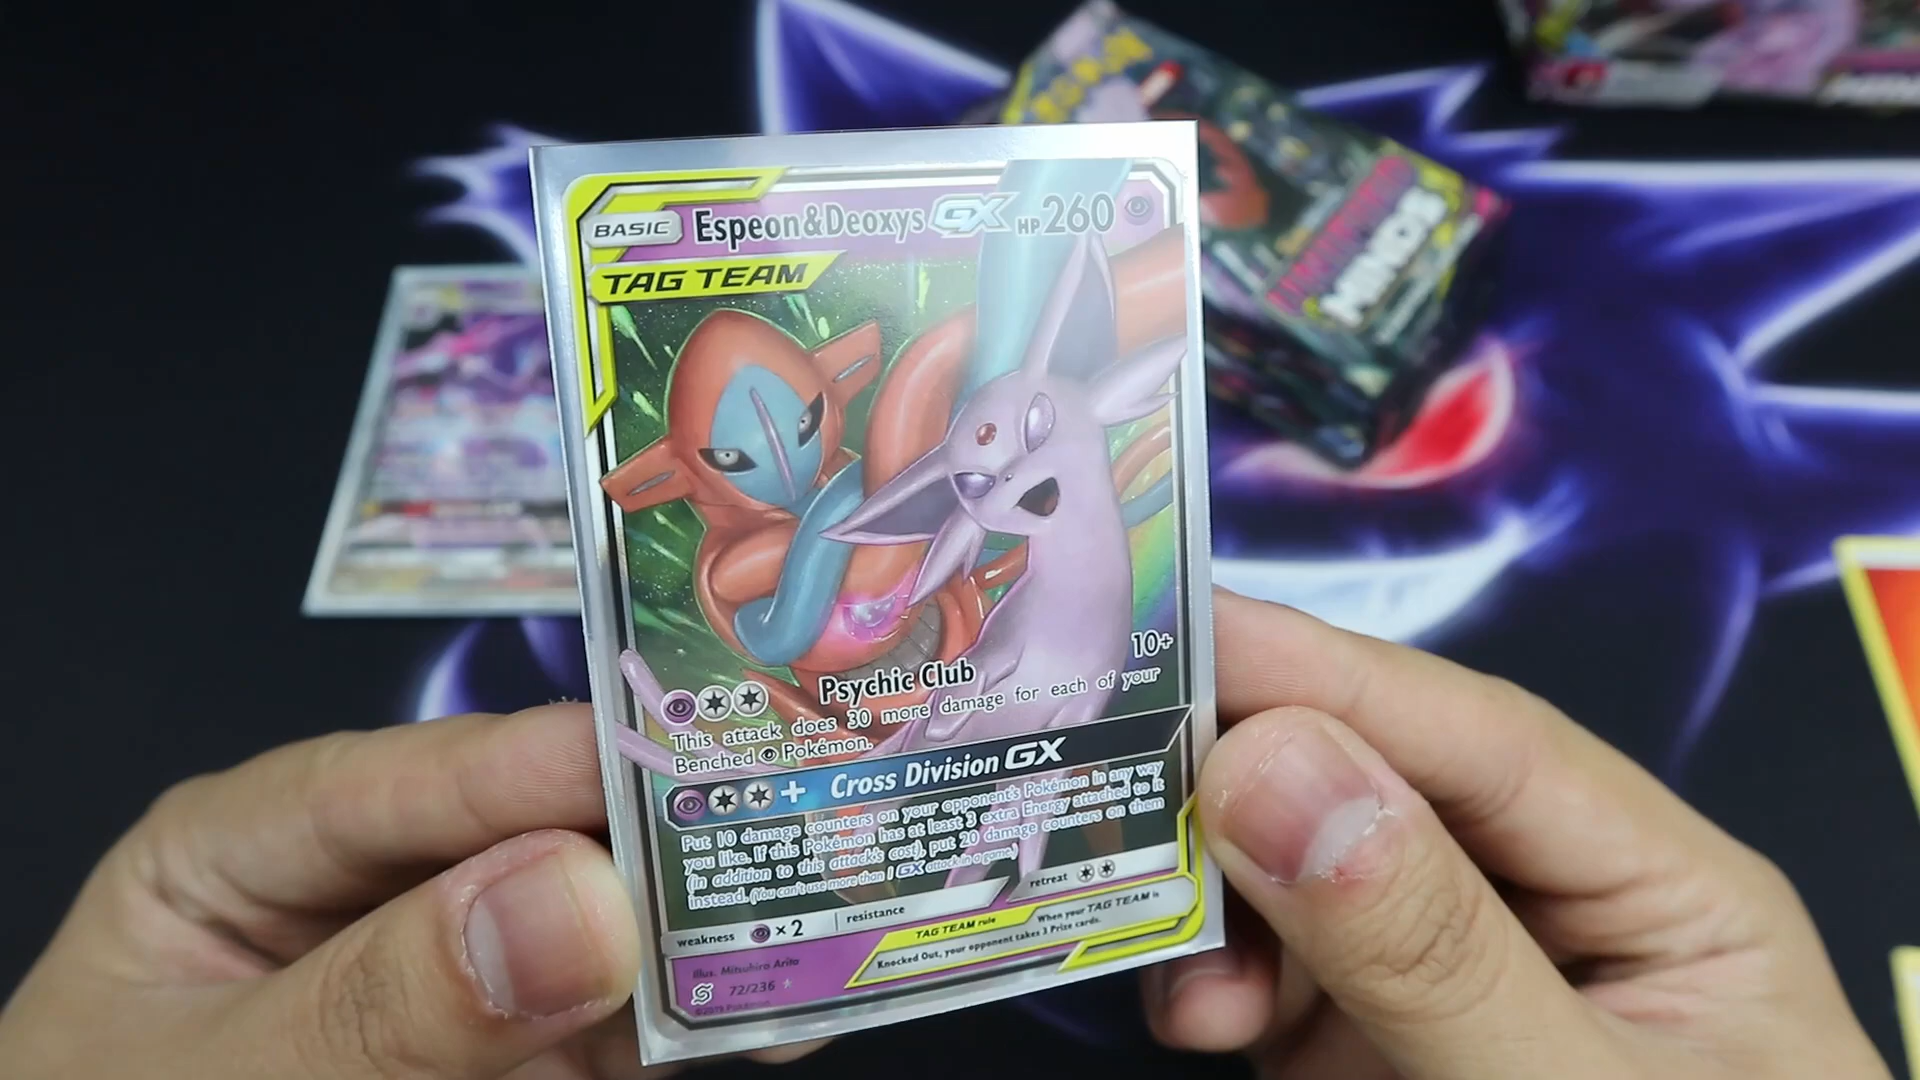 BASIC Espeon&Deoxys GX HP 260
TAG TEAM
Psychic Club 10+
This attack does 30 more damage for each of your
Benched Pokémon.
+ Cross Division GX
Put 10 damage counters on your opponent's Pokémon in any way
you like. If this Pokémon has at least 3 extra Energy attached to it
(in addition to this attack's cost), put 20 damage counters on them
instead. (You can't use more than 1 GX attack in a game.)
weakness ×2 resistance retreat
TAG TEAM rule When your TAG TEAM is
Knocked Out, your opponent takes 3 Prize cards.
Illus. Mitsuhiro Arita
72/236
©2019 Pokémon
MINDS